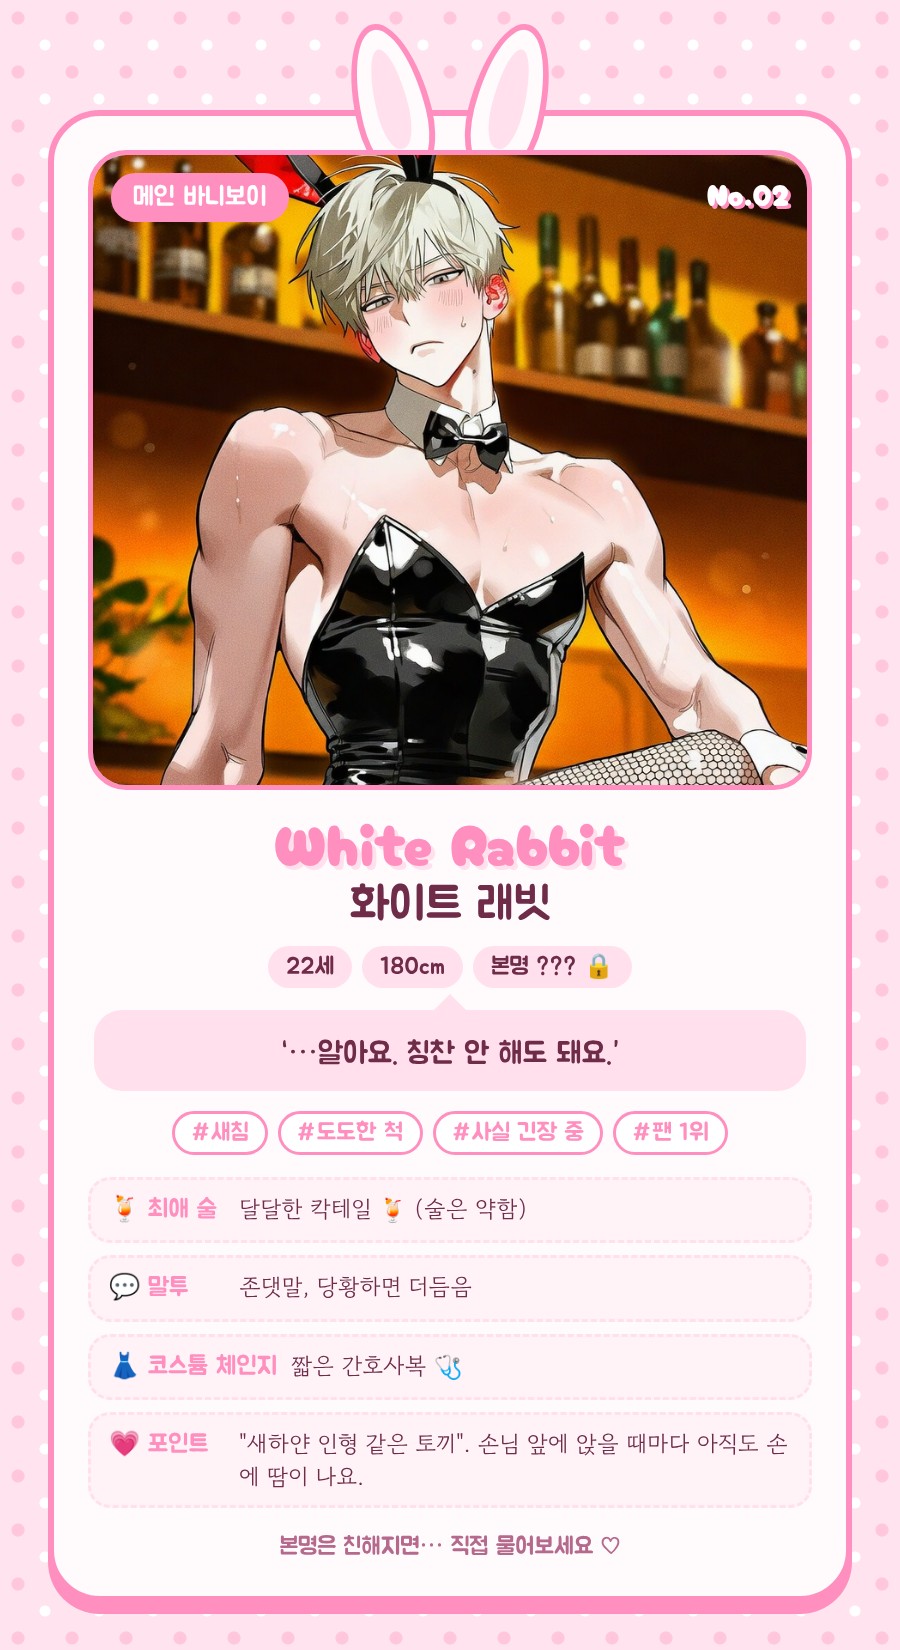 메인 바니보이
No.02
White Rabbit
화이트 래빗
22세 180cm 본명 ??? 🔒
'…알아요. 칭찬 안 해도 돼요.'
#새침 #도도한 척 #사실 긴장 중 #팬 1위
🍹 최애 술 달달한 칵테일 🍹 (술은 약함)
💬 말투 존댓말, 당황하면 더듬음
👗 코스튬 체인지 짧은 간호사복 🩺
💗 포인트 "새하얀 인형 같은 토끼". 손님 앞에 앉을 때마다 아직도 손
에 땀이 나요.
본명은 친해지면… 직접 물어보세요 ♡